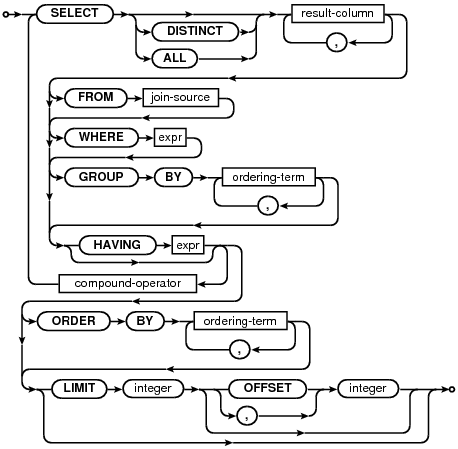 SELECT result-column
DISTINCT ,
ALL
FROM join-source
WHERE expr
GROUP BY ordering-term
,
HAVING expr
compound-operator
ORDER BY ordering-term
,
LIMIT integer OFFSET integer
,